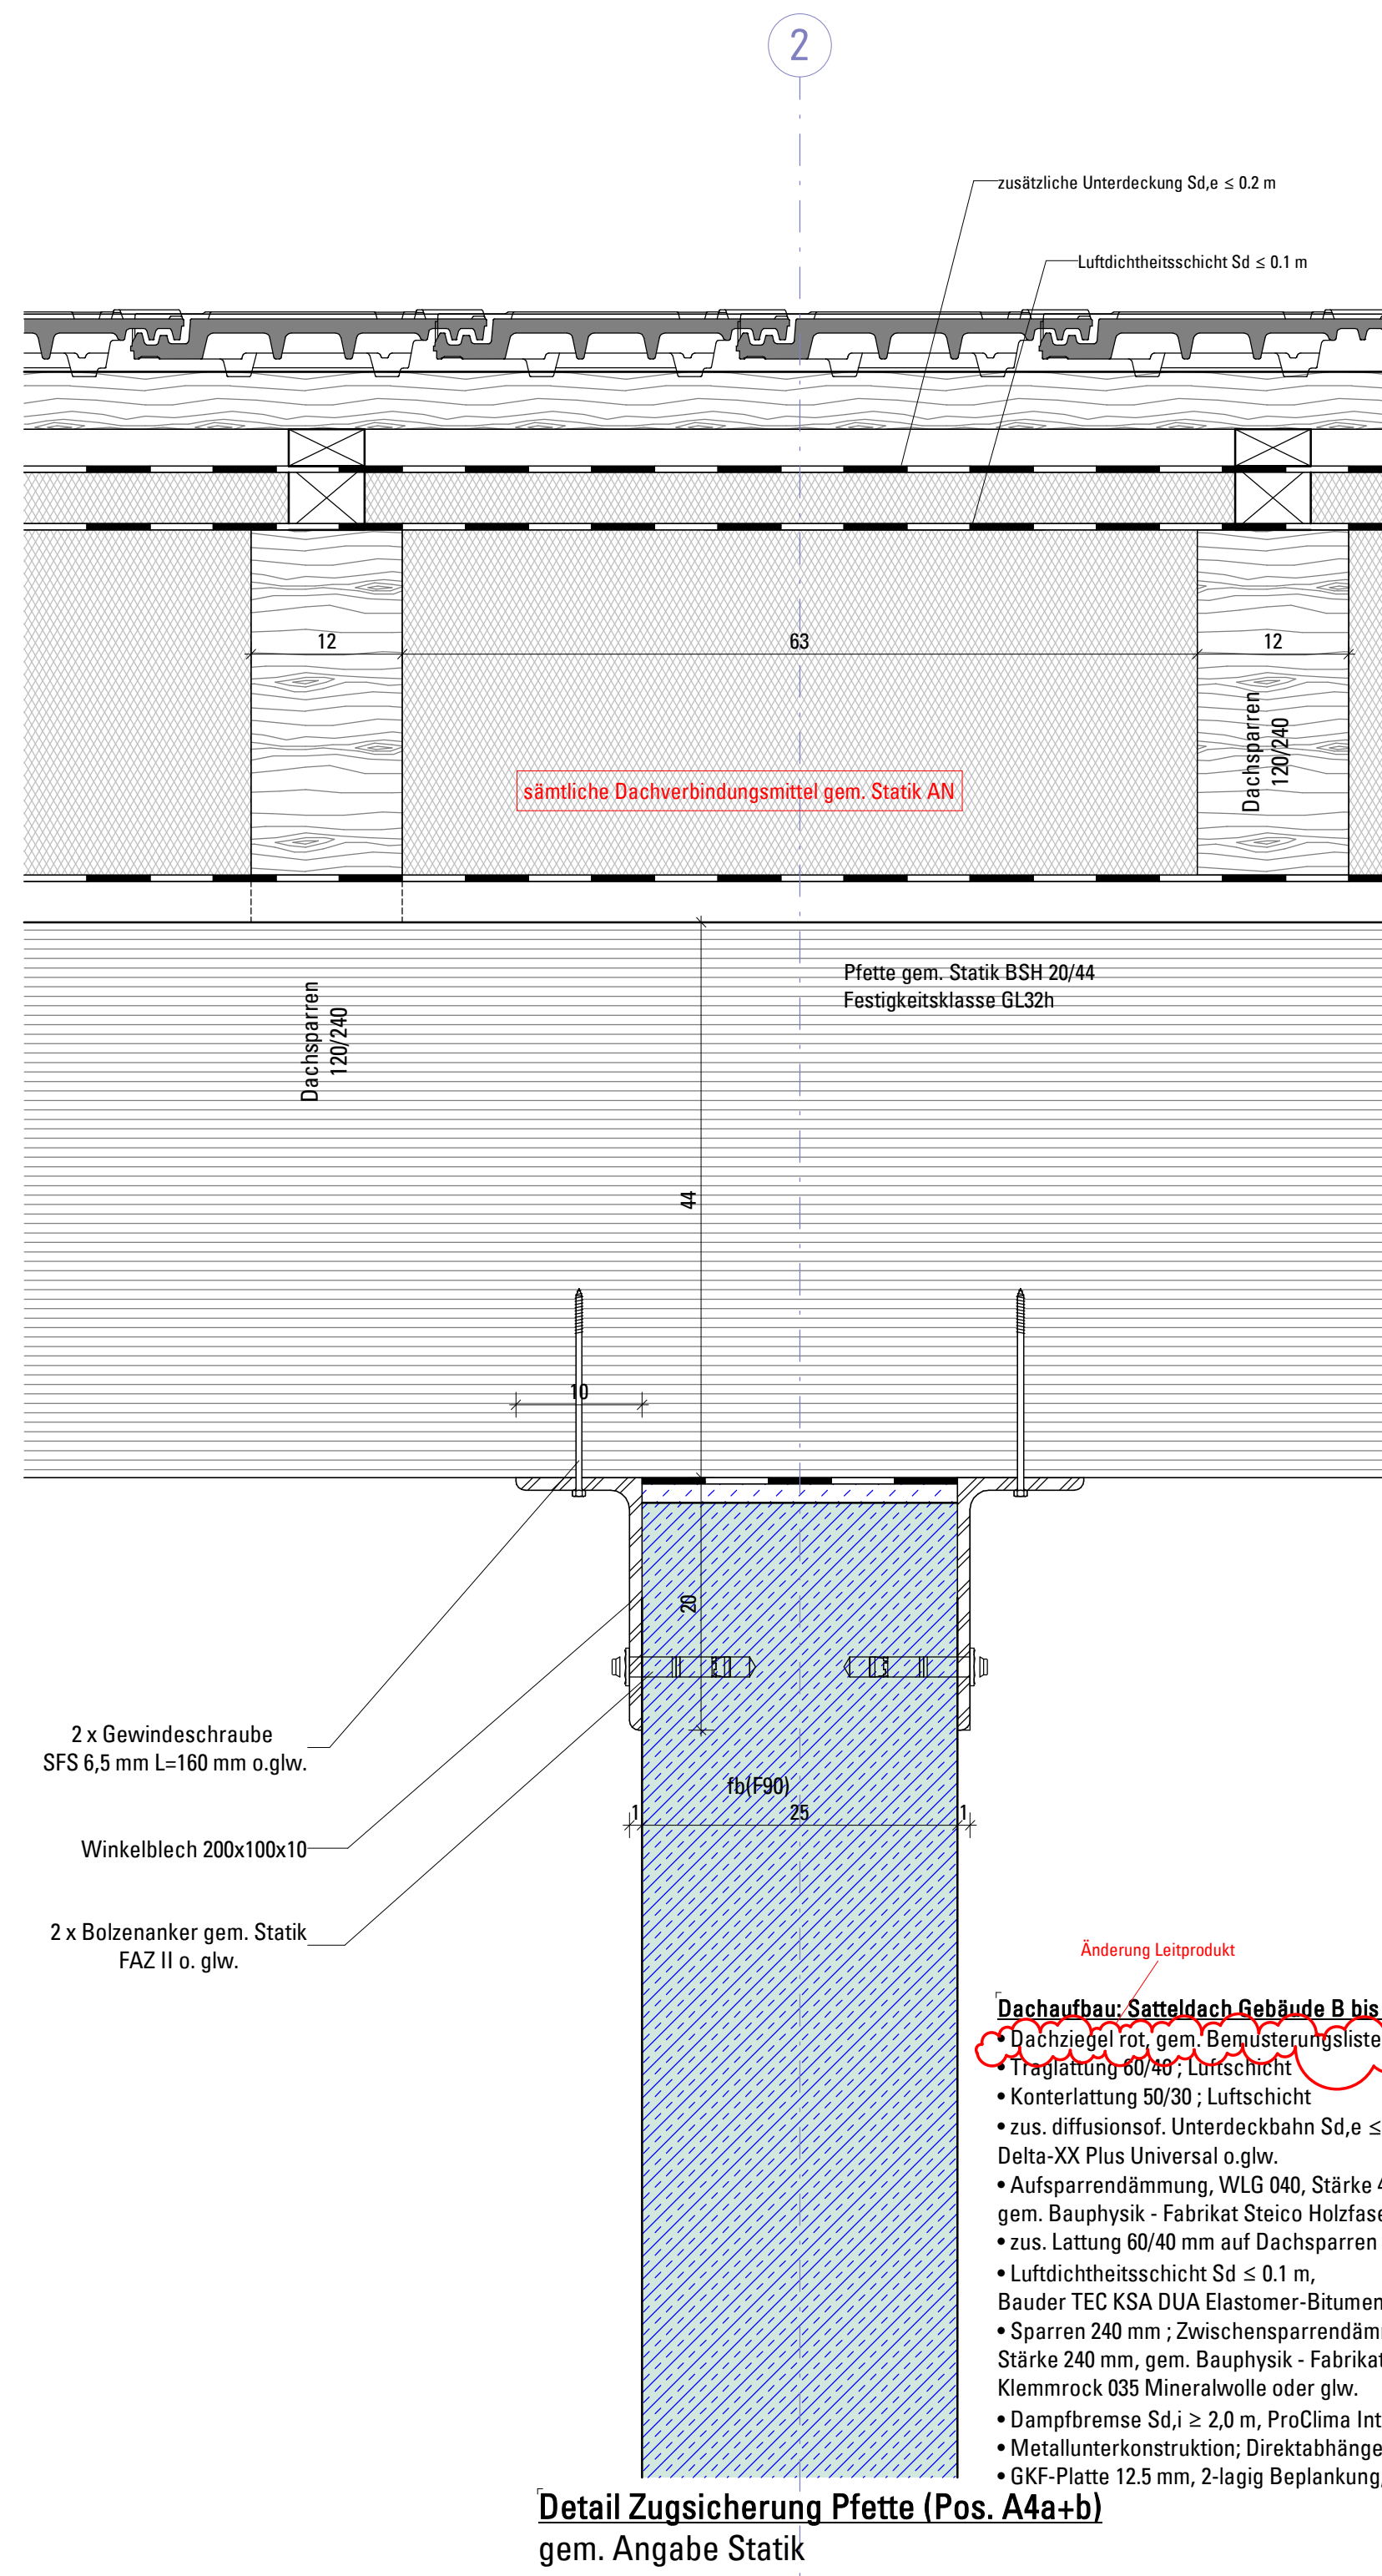 2
zusätzliche Unterdeckung Sd,e ≤ 0.2 m
Luftdichtheitsschicht Sd ≤ 0.1 m
12
63
12
Dachsparren
120/240
sämtliche Dachverbindungsmittel gem. Statik AN
Pfette gem. Statik BSH 20/44
Festigkeitsklasse GL32h
Dachsparren
120/240
44
10
20
2 x Gewindeschraube
SFS 6,5 mm L=160 mm o.glw.
fb(F90)
1
25
1
Winkelblech 200x100x10
2 x Bolzenanker gem. Statik
FAZ II o. glw.
Änderung Leitprodukt
Dachaufbau: Satteldach Gebäude B bis
• Dachziegel rot, gem. Bemusterungsliste
• Traglattung 60/40 ; Luftschicht
• Konterlattung 50/30 ; Luftschicht
• zus. diffusionsof. Unterdeckbahn Sd,e ≤
Delta-XX Plus Universal o.glw.
• Aufsparrendämmung, WLG 040, Stärke 4
gem. Bauphysik - Fabrikat Steico Holzfase
• zus. Lattung 60/40 mm auf Dachsparren
• Luftdichtheitsschicht Sd ≤ 0.1 m,
Bauder TEC KSA DUA Elastomer-Bitumen
• Sparren 240 mm ; Zwischensparrendäm
Stärke 240 mm, gem. Bauphysik - Fabrikat
Klemmrock 035 Mineralwolle oder glw.
• Dampfbremse Sd,i ≥ 2,0 m, ProClima Int
• Metallunterkonstruktion; Direktabhänge
• GKF-Platte 12.5 mm, 2-lagig Beplankung,
Detail Zugsicherung Pfette (Pos. A4a+b)
gem. Angabe Statik